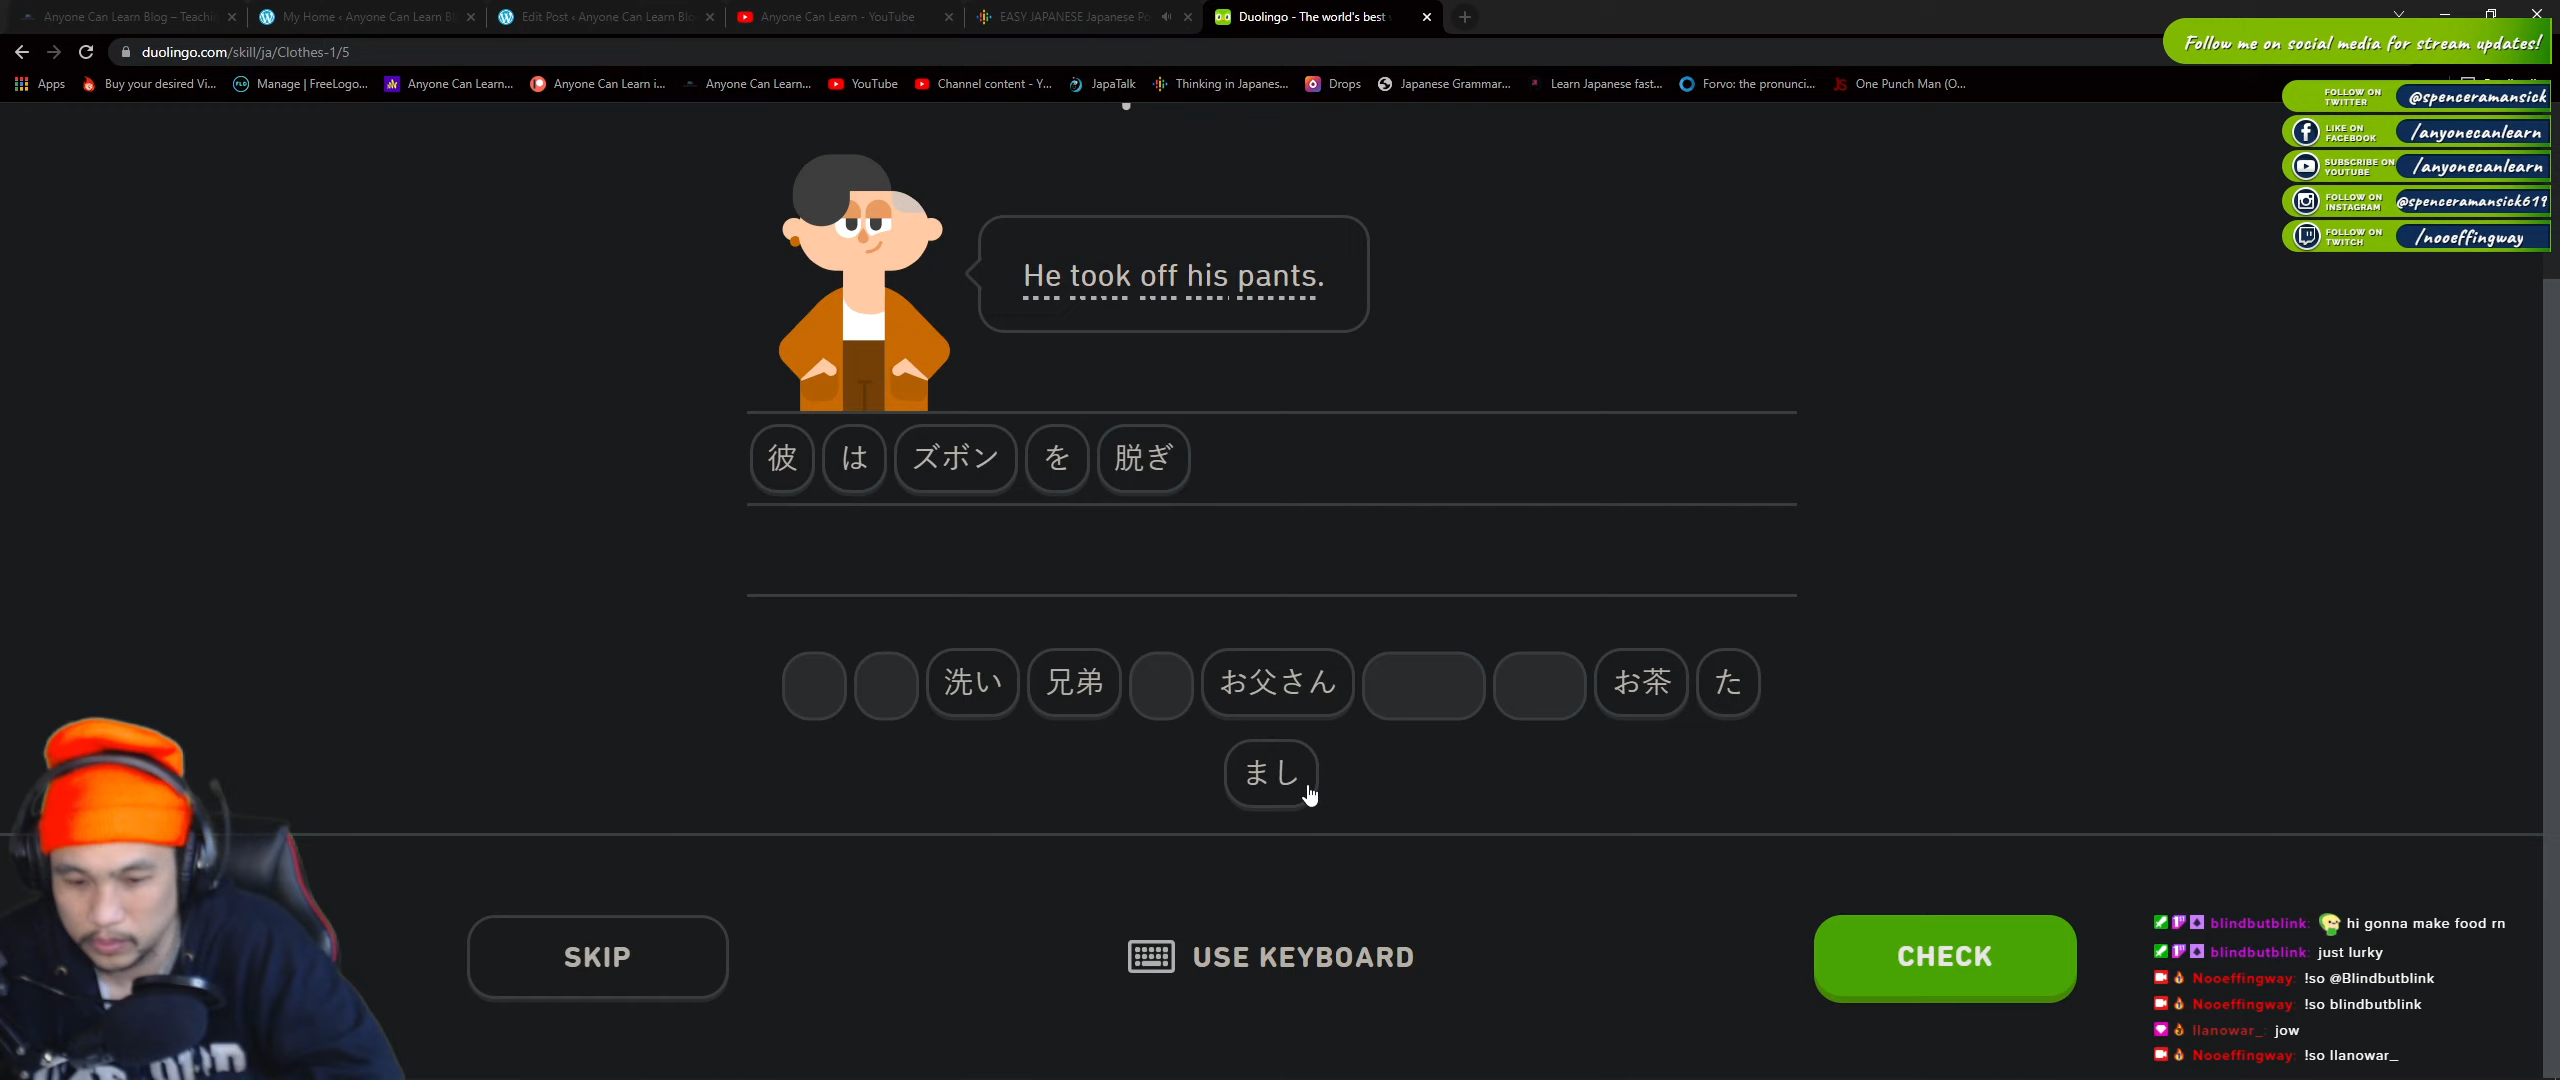 Anyone Can Learn Blog – Teachi
My Home ‹ Anyone Can Learn Bl
Edit Post ‹ Anyone Can Learn Blo
Anyone Can Learn - YouTube
EASY JAPANESE Japanese Po
Duolingo - The world's best
duolingo.com/skill/ja/Clothes-1/5
Apps
Buy your desired Vi...
Manage | FreeLogo...
Anyone Can Learn...
Anyone Can Learn i...
Anyone Can Learn...
YouTube
Channel content - Y...
JapaTalk
Thinking in Japanes...
Drops
Japanese Grammar...
Learn Japanese fast...
Forvo: the pronunci...
One Punch Man (O...
Follow me on social media for stream updates!
FOLLOW ON TWITTER @spenceramansick
LIKE ON FACEBOOK /anyonecanlearn
SUBSCRIBE ON YOUTUBE /anyonecanlearn
FOLLOW ON INSTAGRAM @spenceramansick619
FOLLOW ON TWITCH /nooeffingway
He took off his pants.
彼 は ズボン を 脱ぎ
洗い 兄弟 お父さん お茶 た
まし
SKIP
USE KEYBOARD
CHECK
blindbutblink: hi gonna make food rn
blindbutblink: just lurky
Nooeffingway: !so @Blindbutblink
Nooeffingway: !so blindbutblink
llanowar_: jow
Nooeffingway: !so llanowar_